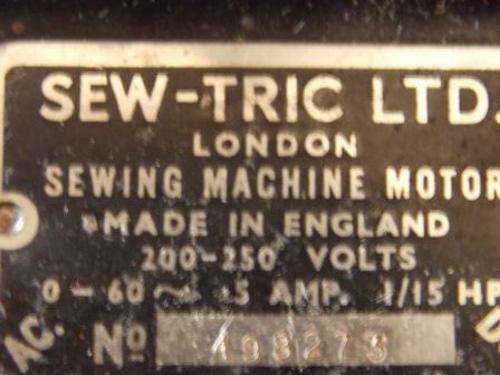 SEW-TRIC LTD.
LONDON
SEWING MACHINE MOTOR
MADE IN ENGLAND
200-250 VOLTS
0-60 ~ .5 AMP. 1/15 HP
AC. Nº 198273 D